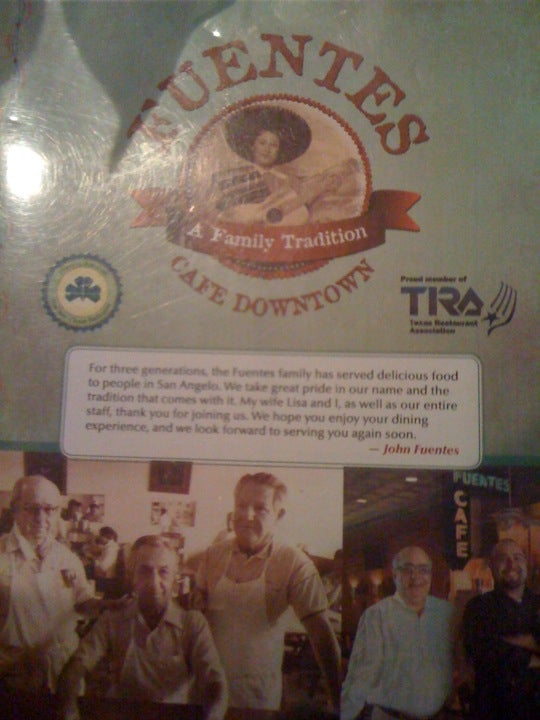 FUENTES
A Family Tradition
CAFE DOWNTOWN
Proud member of
TIRA
Texas Restaurant
Association
For three generations, the Fuentes family has served delicious food
to people in San Angelo. We take great pride in our name and the
tradition that comes with it. My wife Lisa and I, as well as our entire
staff, thank you for joining us. We hope you enjoy your dining
experience, and we look forward to serving you again soon.
— John Fuentes
FUENTES
CAFE